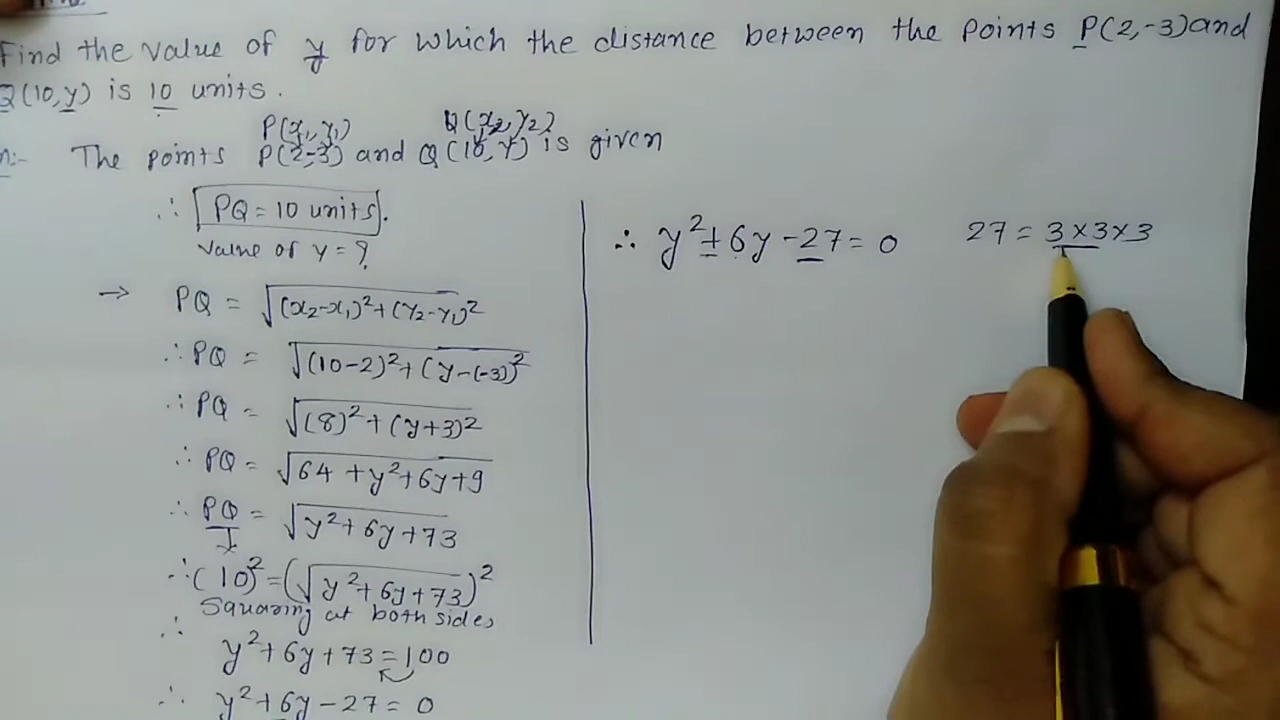 Find the value of y for which the distance between the points P(2,-3) and
Q(10,y) is 10 units.
P(x₁,y₁) Q(x₂,y₂)
n:- The points P(2-3) and Q(10,y) is given
∴ PQ = 10 units.
value of y = ?
→ PQ = √(x₂-x₁)²+(y₂-y₁)²
∴ PQ = √(10-2)²+(y-(-3))²
∴ PQ = √(8)²+(y+3)²
∴ PQ = √64+y²+6y+9
∴ PQ = √y²+6y+73
∴ (10)² = (√y²+6y+73)²
Squaring at both sides
∴ y²+6y+73=100
∴ y²+6y-27=0
∴ y²+6y-27=0
27 = 3×3×3